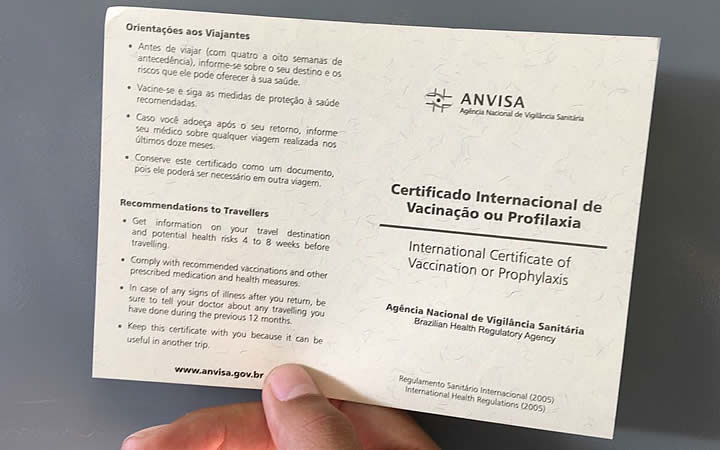 Orientações aos Viajantes
• Antes de viajar (com quatro a oito semanas de
antecedência), informe-se sobre o seu destino e os
riscos que ele pode oferecer à sua saúde.
• Vacine-se e siga as medidas de proteção à saúde
recomendadas.
• Caso você adoeça após o seu retorno, informe
seu médico sobre qualquer viagem realizada nos
últimos doze meses.
• Conserve este certificado como um documento,
pois ele poderá ser necessário em outra viagem.
Recommendations to Travellers
• Get information on your travel destination
and potential health risks 4 to 8 weeks before
travelling.
• Comply with recommended vaccinations and other
prescribed medication and health measures.
• In case of any signs of illness after you return, be
sure to tell your doctor about any travelling you
have done during the previous 12 months.
• Keep this certificate with you because it can be
useful in another trip.
www.anvisa.gov.br
ANVISA
Agência Nacional de Vigilância Sanitária
Certificado Internacional de
Vacinação ou Profilaxia
International Certificate of
Vaccination or Prophylaxis
Agência Nacional de Vigilância Sanitária
Brazilian Health Regulatory Agency
Regulamento Sanitário Internacional (2005)
International Health Regulations (2005)